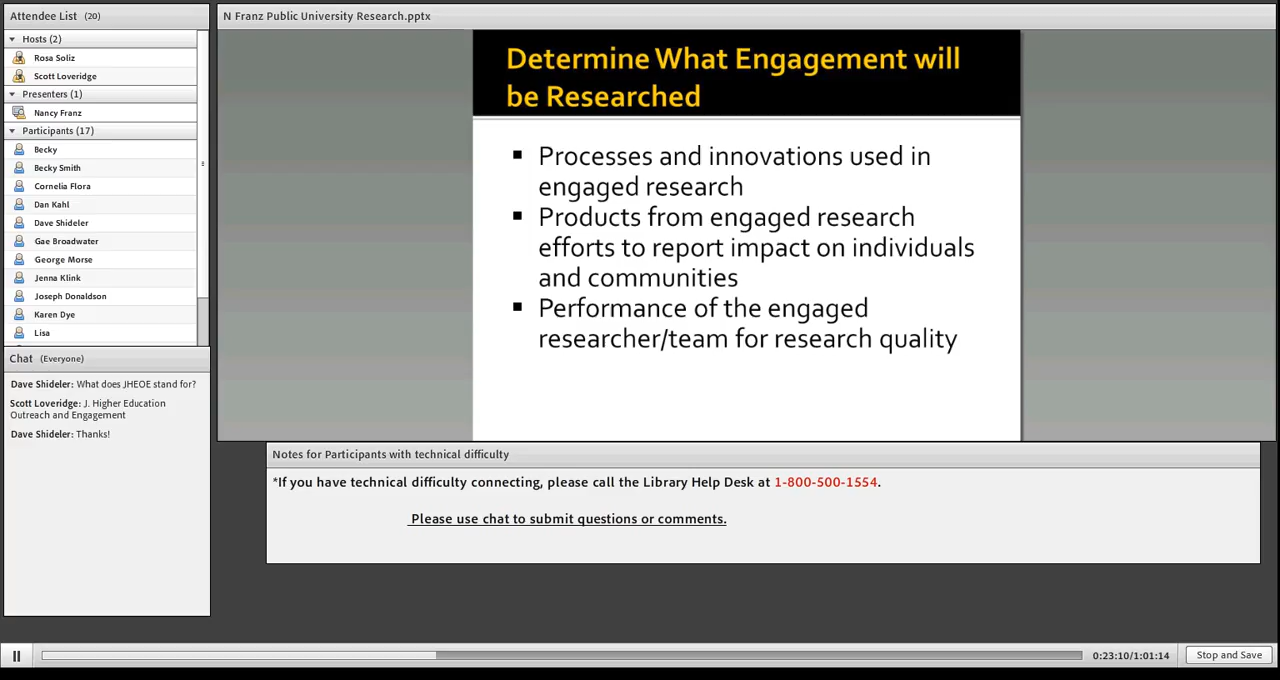 Attendee List (20)
Hosts (2)
Rosa Soliz
Scott Loveridge
Presenters (1)
Nancy Franz
Participants (17)
Becky
Becky Smith
Cornelia Flora
Dan Kahl
Dave Shideler
Gae Broadwater
George Morse
Jenna Klink
Joseph Donaldson
Karen Dye
Lisa
Chat (Everyone)
Dave Shideler: What does JHEOE stand for?
Scott Loveridge: J. Higher Education
Outreach and Engagement
Dave Shideler: Thanks!
N Franz Public University Research.pptx
Determine What Engagement will
be Researched
▪ Processes and innovations used in
engaged research
▪ Products from engaged research
efforts to report impact on individuals
and communities
▪ Performance of the engaged
researcher/team for research quality
Notes for Participants with technical difficulty
*If you have technical difficulty connecting, please call the Library Help Desk at 1-800-500-1554.
Please use chat to submit questions or comments.
0:23:10/1:01:14
Stop and Save